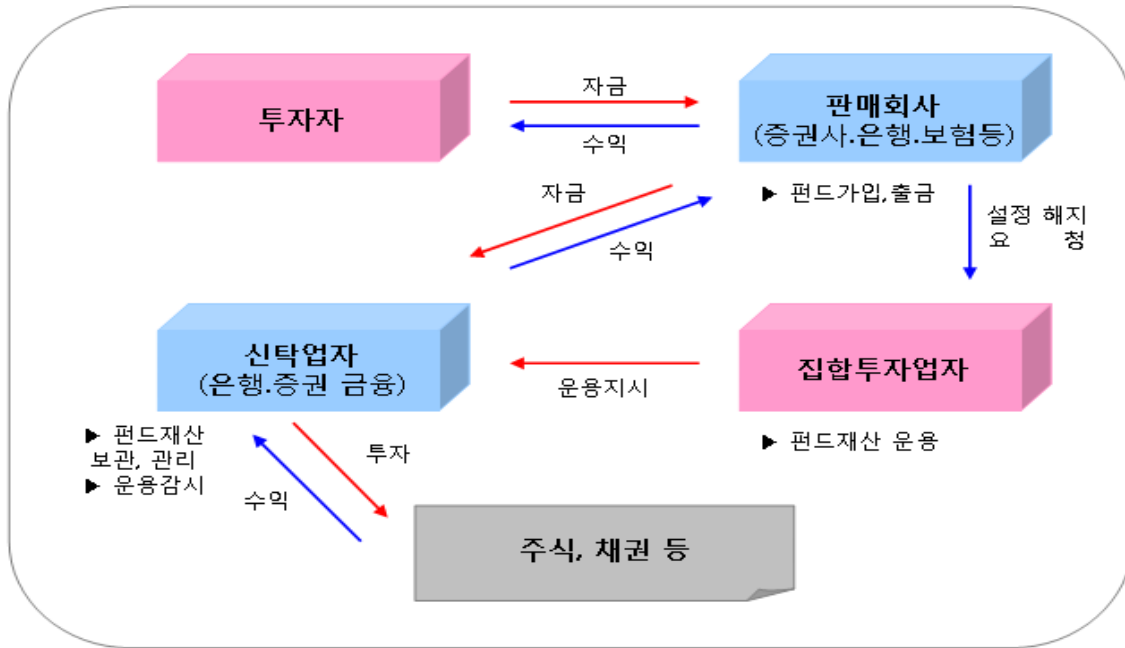 투자자
자금
수익
판매회사
(증권사.은행.보험등)
▶ 펀드가입,출금
자금
수익
설정 해지
요 청
신탁업자
(은행.증권 금융)
운용지시
집합투자업자
▶ 펀드재산
보관, 관리
▶ 운용감시
투자
수익
▶ 펀드재산 운용
주식, 채권 등